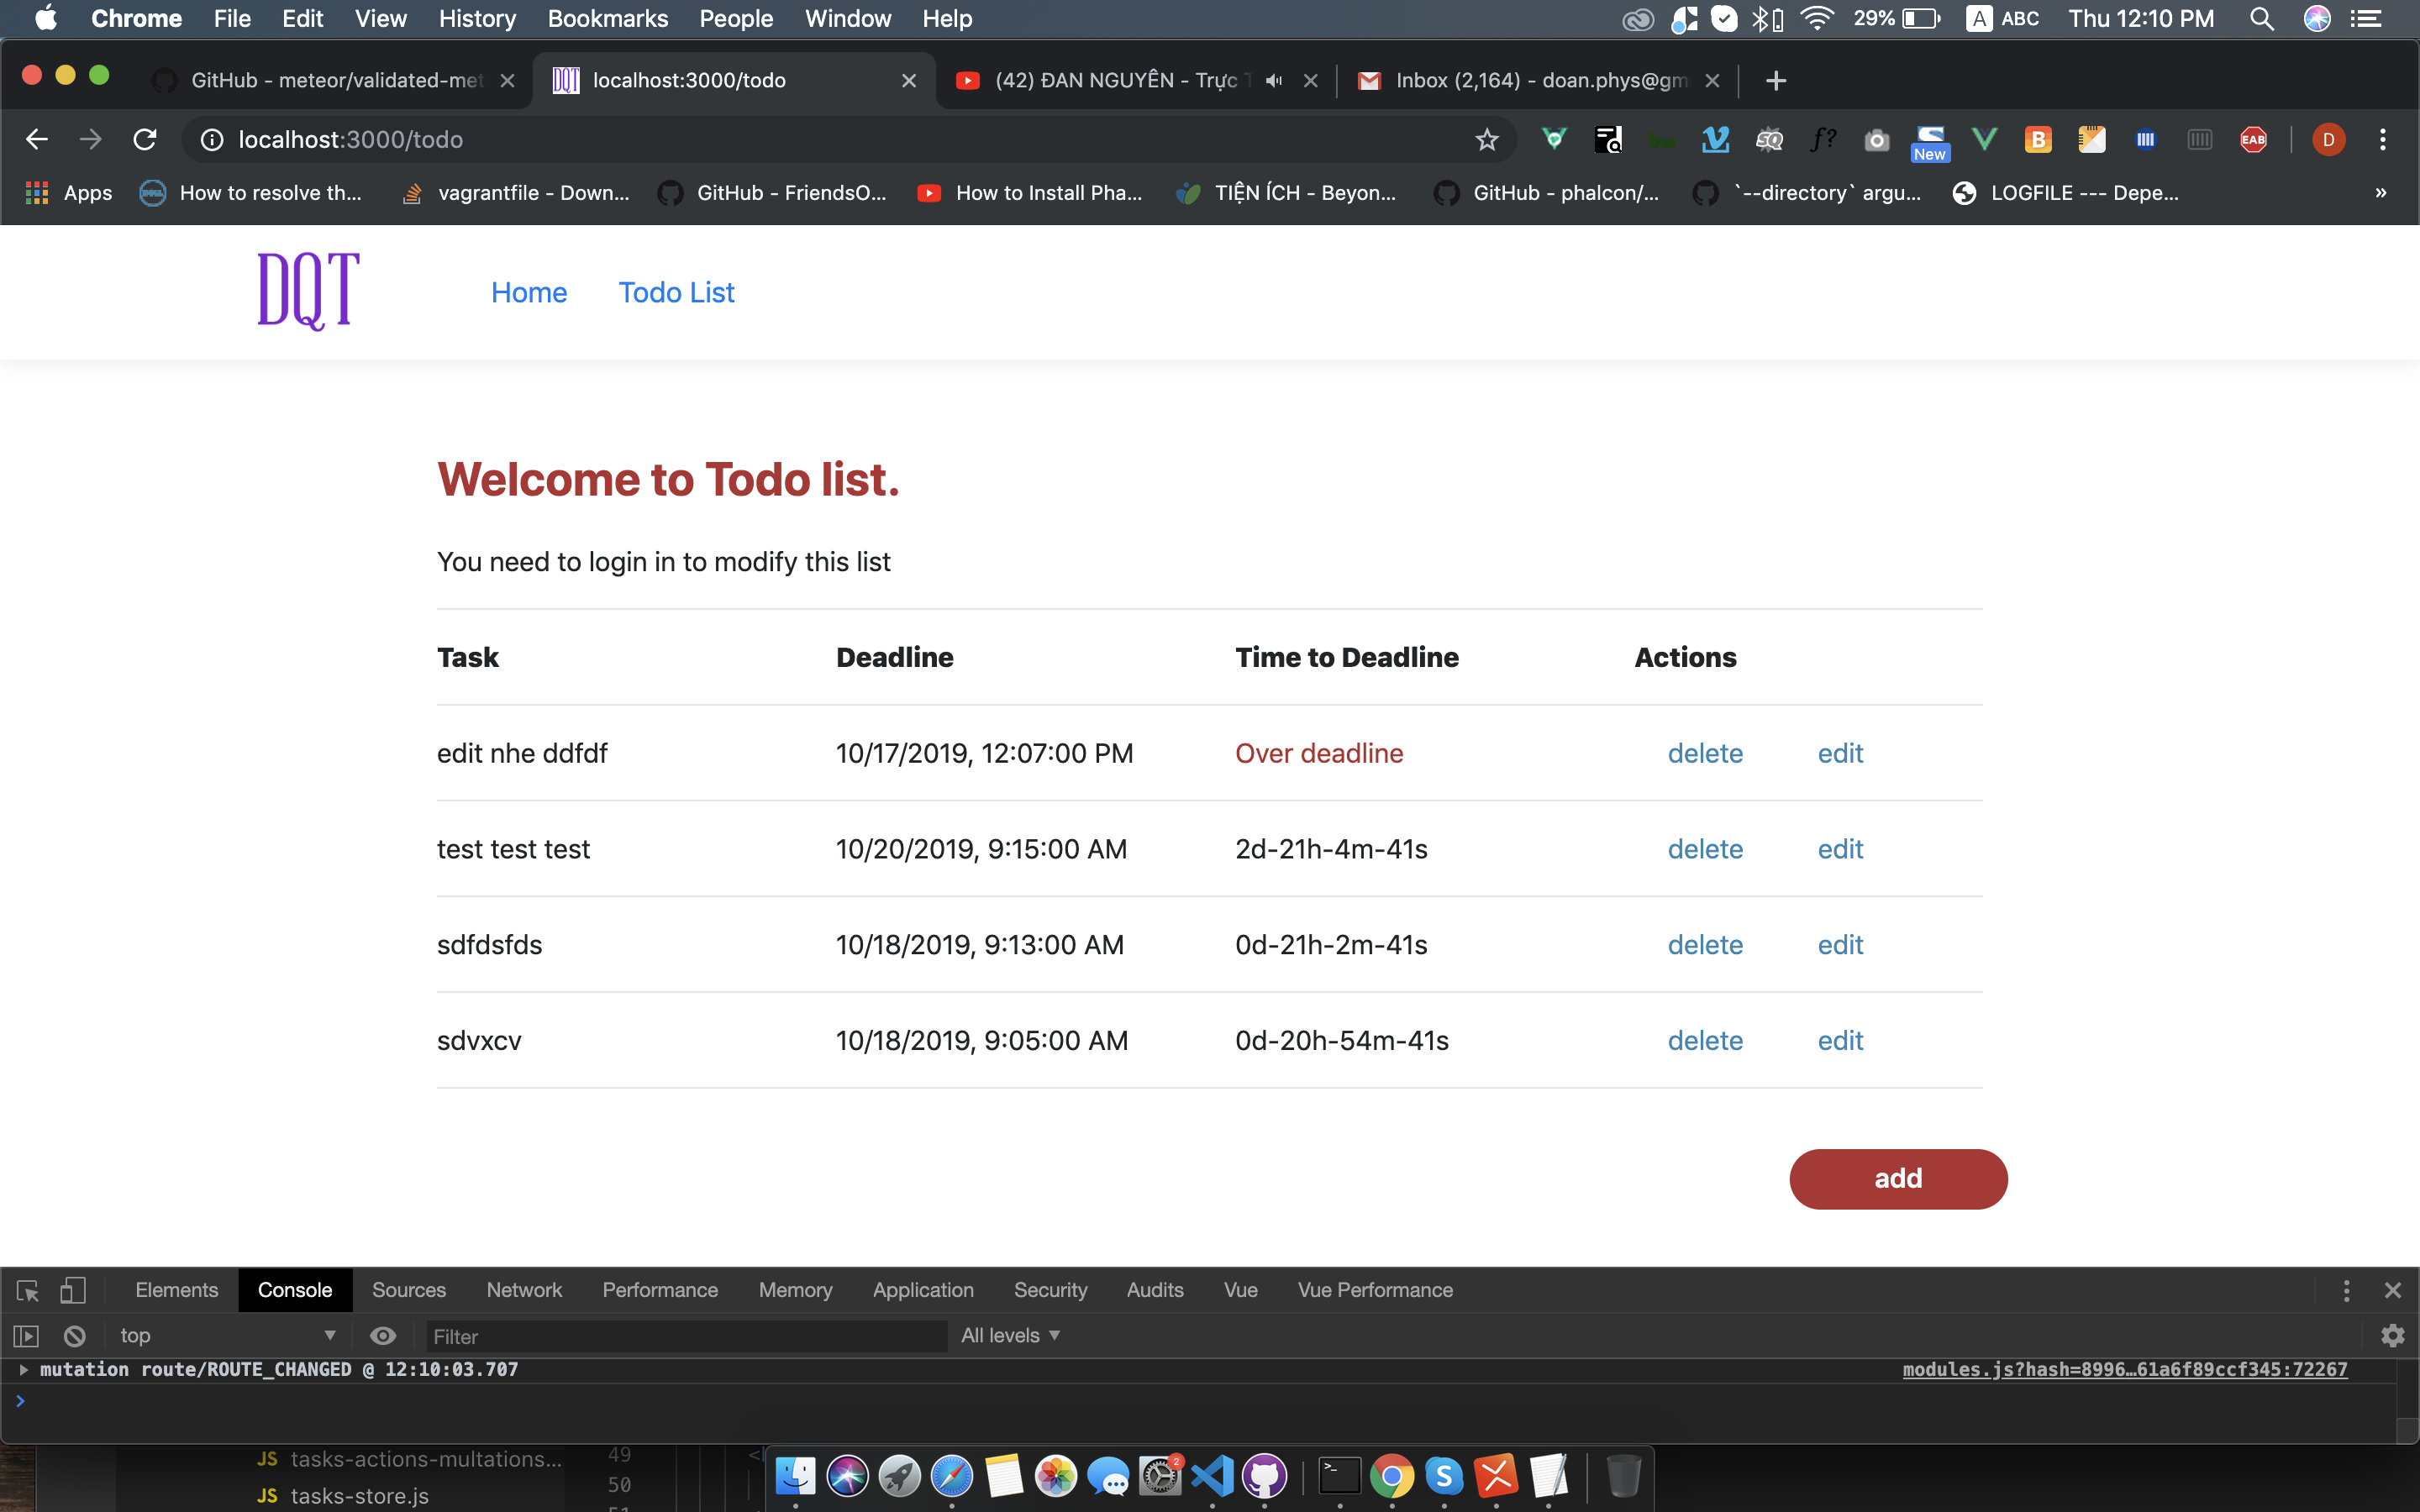 Chrome File Edit View History Bookmarks People Window Help 29% A ABC Thu 12:10 PM
GitHub - meteor/validated-met localhost:3000/todo (42) ĐAN NGUYÊN - Trực Inbox (2,164) - doan.phys@gm
localhost:3000/todo SQ f? New B EAB D
Apps DELL How to resolve th... vagrantfile - Down... GitHub - FriendsO... How to Install Pha... TIỆN ÍCH - Beyon... GitHub - phalcon/... `--directory` argu... LOGFILE --- Depe... »
DQT Home Todo List
Welcome to Todo list.
You need to login in to modify this list
Task Deadline Time to Deadline Actions
edit nhe ddfdf 10/17/2019, 12:07:00 PM Over deadline delete edit
test test test 10/20/2019, 9:15:00 AM 2d-21h-4m-41s delete edit
sdfdsfds 10/18/2019, 9:13:00 AM 0d-21h-2m-41s delete edit
sdvxcv 10/18/2019, 9:05:00 AM 0d-20h-54m-41s delete edit
add
Elements Console Sources Network Performance Memory Application Security Audits Vue Vue Performance
top Filter All levels
mutation route/ROUTE_CHANGED @ 12:10:03.707 modules.js?hash=8996…61a6f89ccf345:72267
JS tasks-actions-multations... 49
JS tasks-store.js 50
2